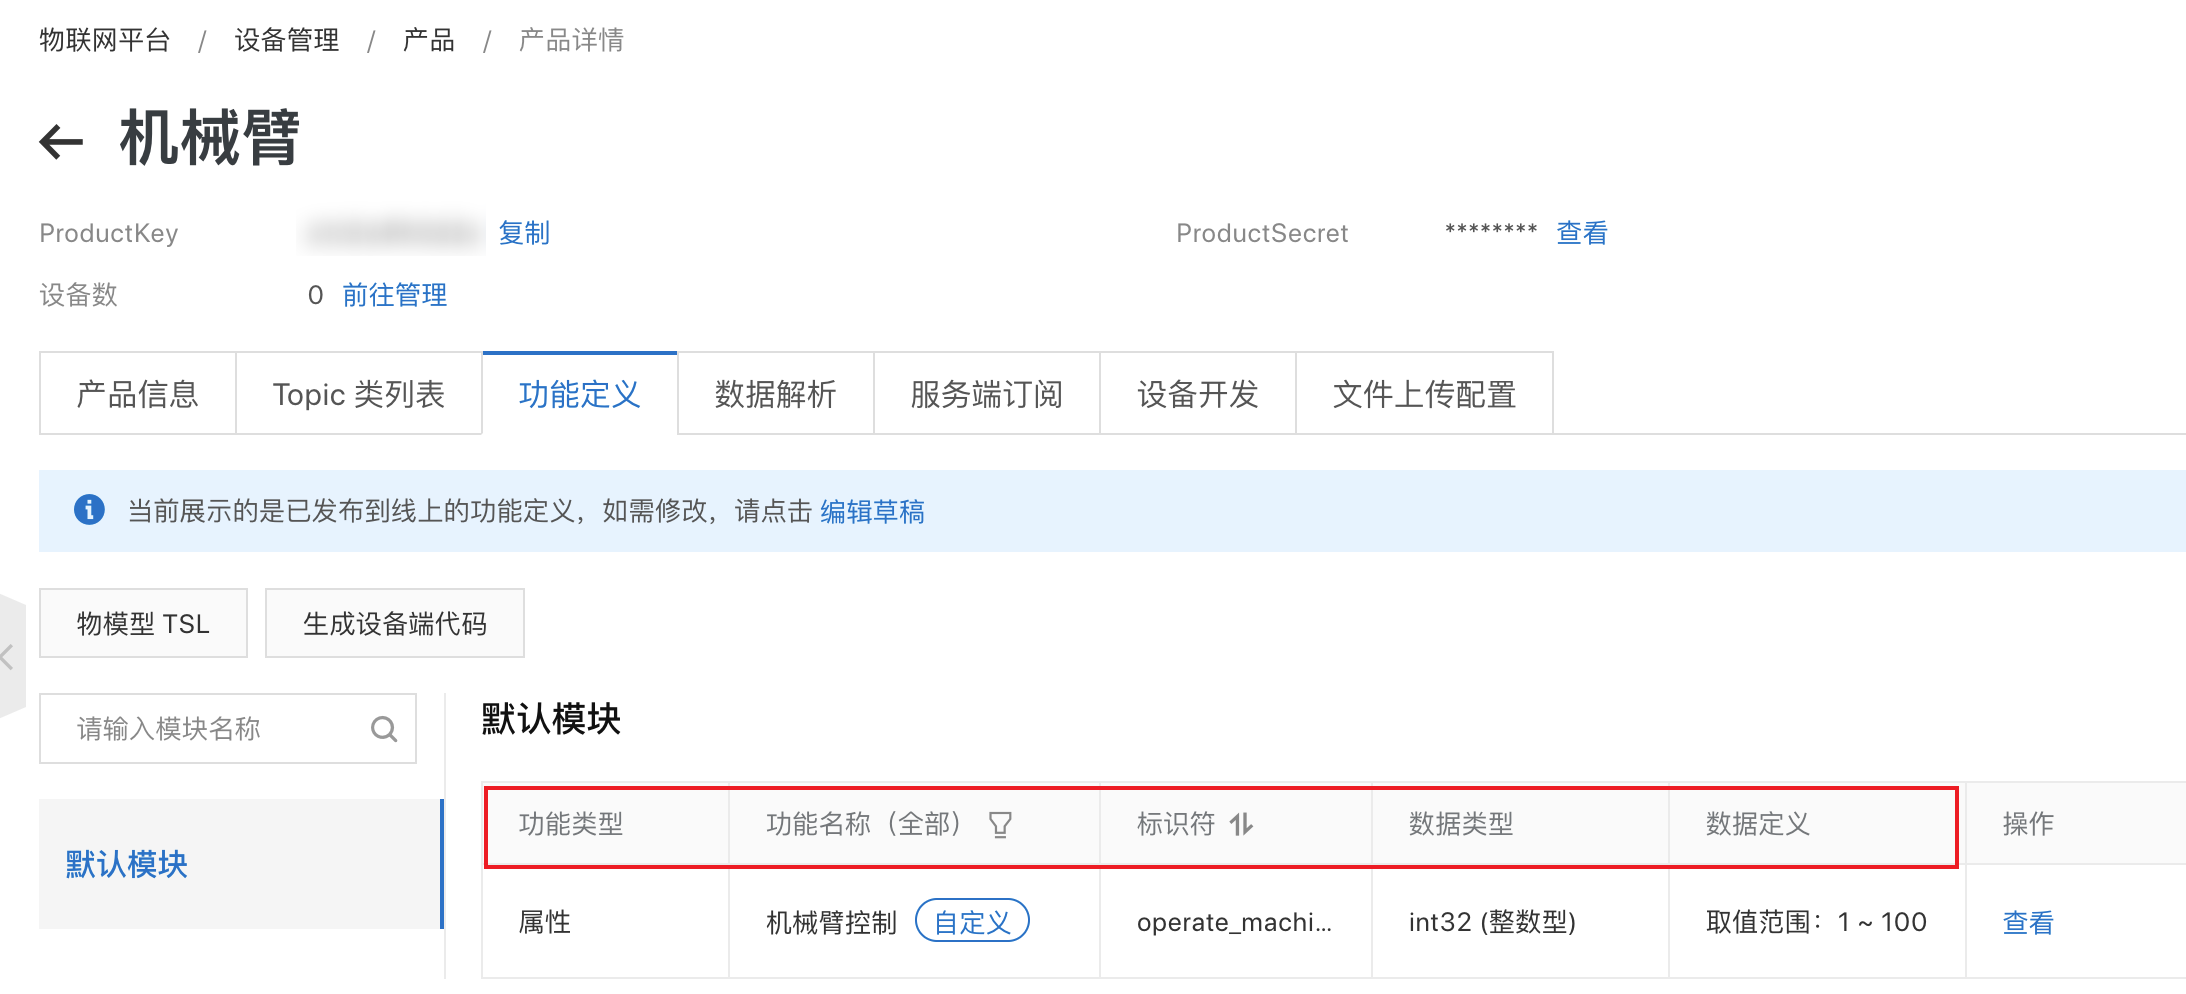 物联网平台 / 设备管理 / 产品 / 产品详情
机械臂
ProductKey 复制 ProductSecret ******** 查看
设备数 0 前往管理
产品信息 Topic 类列表 功能定义 数据解析 服务端订阅 设备开发 文件上传配置
当前展示的是已发布到线上的功能定义，如需修改，请点击 编辑草稿
物模型 TSL 生成设备端代码
请输入模块名称
默认模块
默认模块
功能类型 功能名称（全部） 标识符 数据类型 数据定义 操作
属性 机械臂控制 自定义 operate_machi... int32 (整数型) 取值范围：1 ~ 100 查看